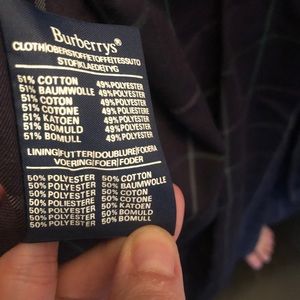 Burberrys®
CLOTH|OBERSTOFF|ETOFFE|TESSUTO
STOF|KLAEDE|TYG
51% COTTON 49% POLYESTER
51% BAUMWOLLE 49% POLYESTER
51% COTON 49% POLYESTER
51% COTONE 49% POLIESTERE
51% KATOEN 49% POLYESTER
51% BOMULD 49% POLYESTER
51% BOMULL 49% POLYESTER
LINING|FUTTER|DOUBLURE|FODERA
VOERING|FOER|FODER
50% POLYESTER 50% COTTON
50% POLYESTER 50% BAUMWOLLE
50% POLYESTER 50% COTON
50% POLIESTERE 50% COTONE
50% POLYESTER 50% KATOEN
50% POLYESTER 50% BOMULD
50% POLYESTER 50% BOMULL